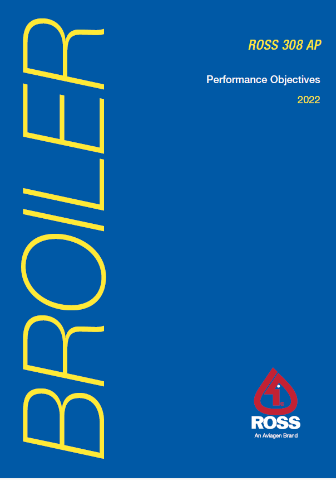 BROILER
ROSS 308 AP
Performance Objectives
2022
ROSS
An Aviagen Brand